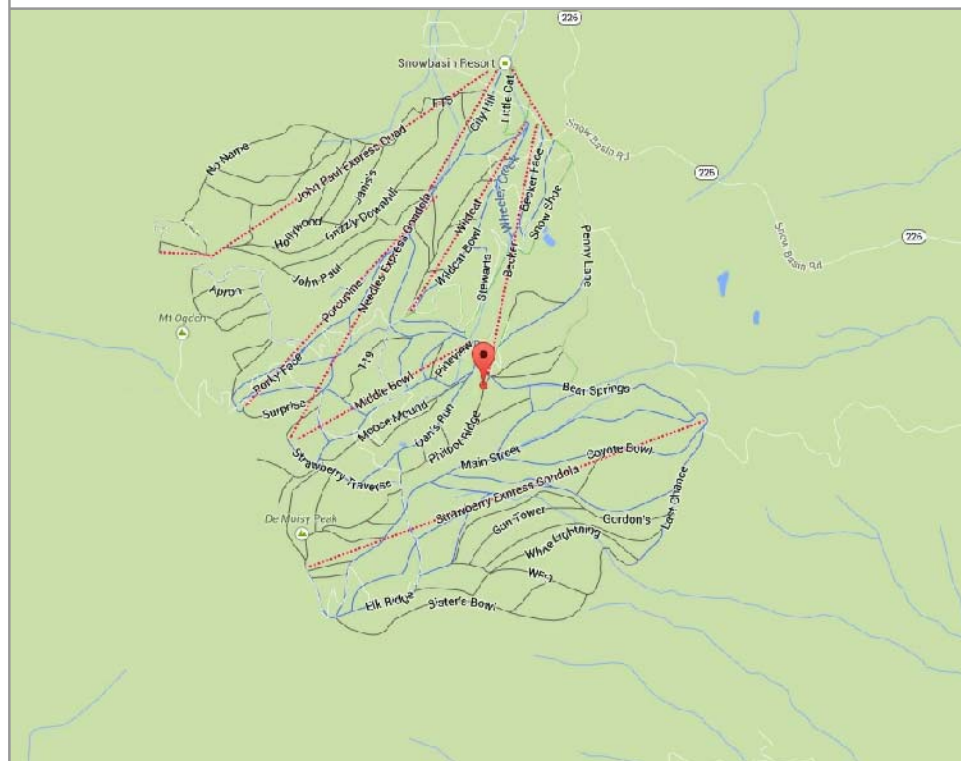 226
Snowbasin Resort
Little Cat
City Hill
No Name
John Paul Express Quad
Snow Basin Rd
226
Becker Face
Wheeler Creek
Snow Shoe
Hollywood
Grizzly Downhill
Wildcat
Porcupine
Needles Express Gondola
John Paul
Wildcat Bowl
Stewarts
Becker
Penny Lane
Snow Basin Rd
226
Mt Ogden
Porky Face
Middle Bowl
Pineview
Bear Springs
Surprise
Moose Mound
Dan's Run
Philpot Ridge
Strawberry Traverse
Main Street
Coyote Bowl
Strawberry Express Gondola
De Moisy Peak
Gun Tower
Gordon's
Last Chance
White Lightning
Elk Ridge
Sister's Bowl